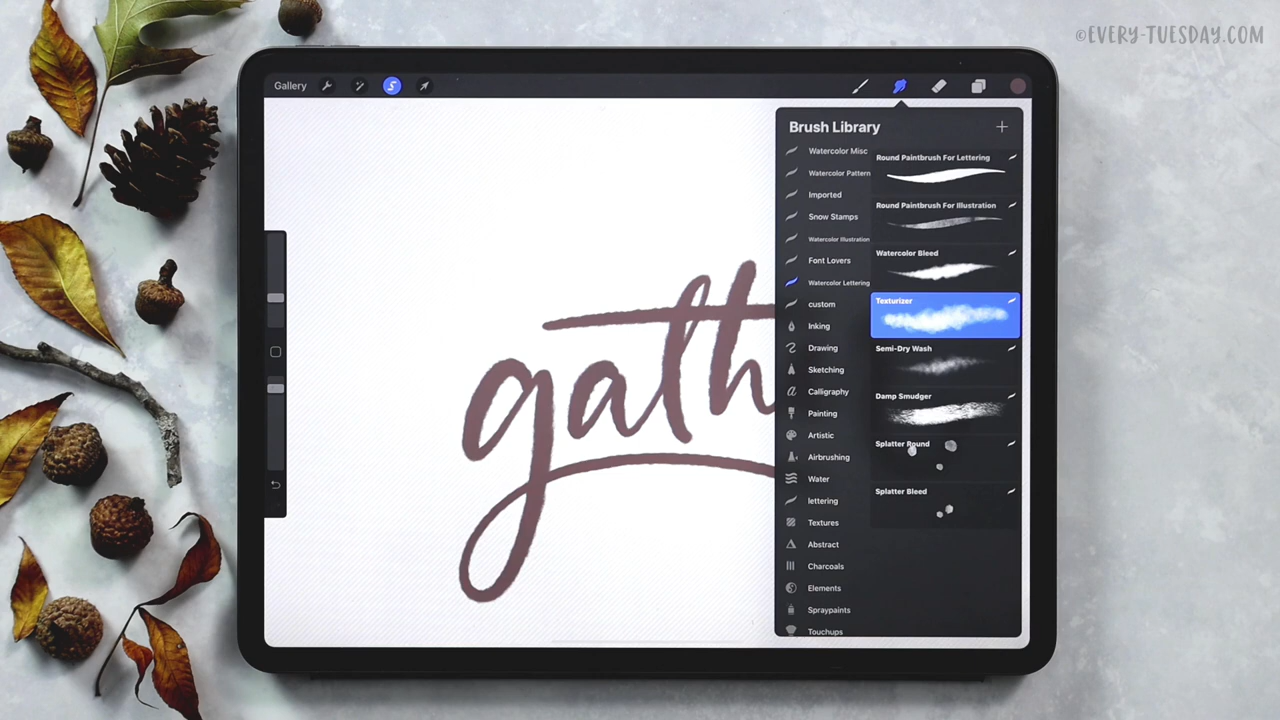 ©EVERY-TUESDAY.COM
Gallery
Brush Library
Watercolor Misc
Watercolor Pattern
Imported
Snow Stamps
Watercolor Illustration
Font Lovers
Watercolor Lettering
custom
Inking
Drawing
Sketching
Calligraphy
Painting
Artistic
Airbrushing
Water
lettering
Textures
Abstract
Charcoals
Elements
Spraypaints
Touchups
Round Paintbrush For Lettering
Round Paintbrush For Illustration
Watercolor Bleed
Texturizer
Semi-Dry Wash
Damp Smudger
Splatter Round
Splatter Bleed
gath